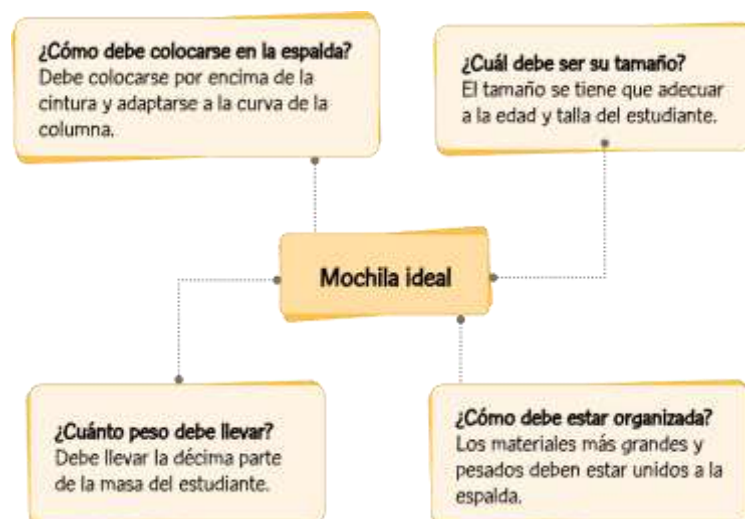 ¿Cómo debe colocarse en la espalda?
Debe colocarse por encima de la
cintura y adaptarse a la curva de la
columna.
¿Cuál debe ser su tamaño?
El tamaño se tiene que adecuar
a la edad y talla del estudiante.
Mochila ideal
¿Cuánto peso debe llevar?
Debe llevar la décima parte
de la masa del estudiante.
¿Cómo debe estar organizada?
Los materiales más grandes y
pesados deben estar unidos a la
espalda.